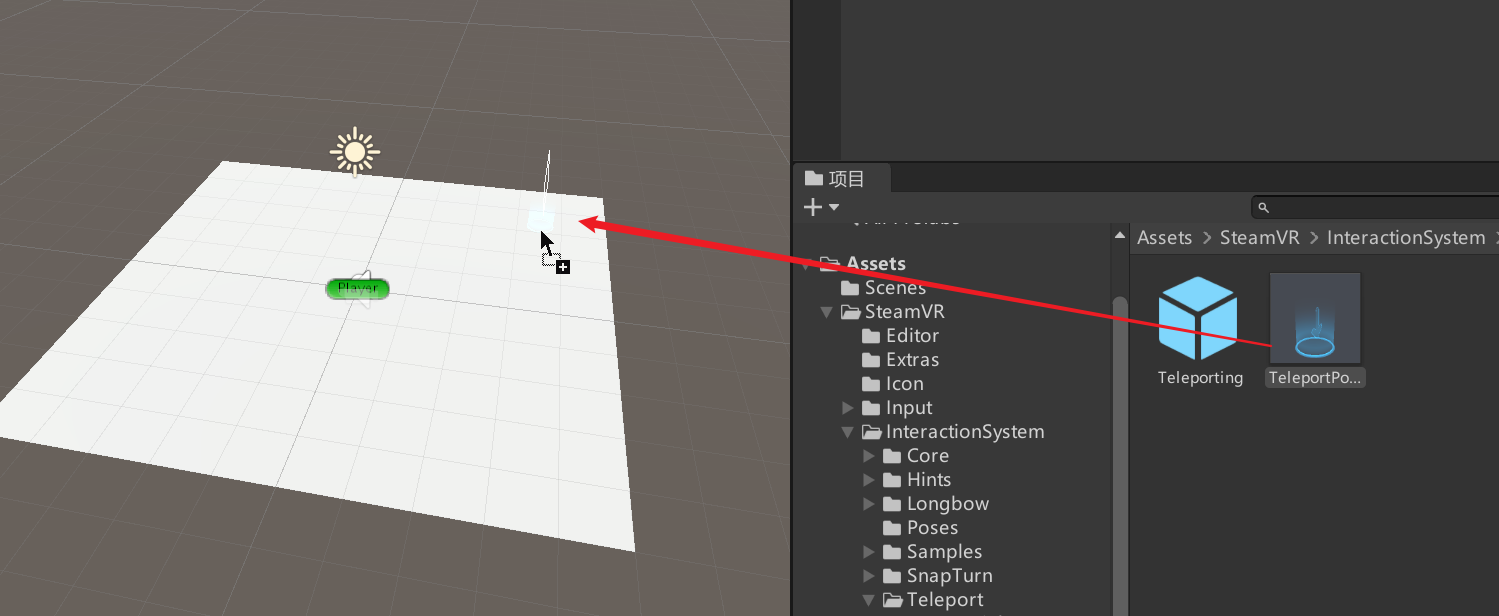 Player
项目
Assets
Scenes
SteamVR
Editor
Extras
Icon
Input
InteractionSystem
Core
Hints
Longbow
Poses
Samples
SnapTurn
Teleport
Assets > SteamVR > InteractionSystem >
Teleporting
TeleportPo...